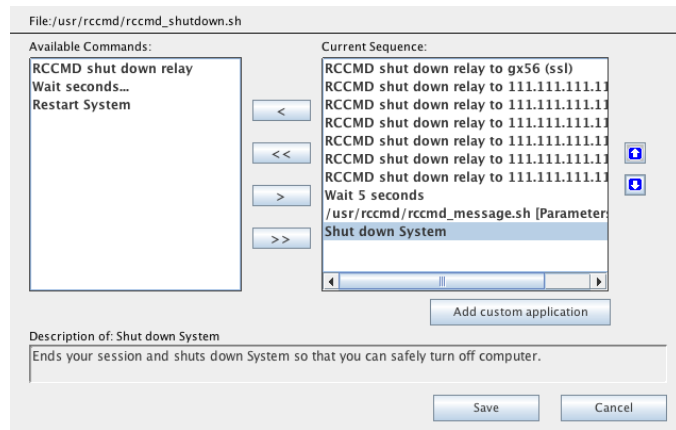 File:/usr/rccmd/rccmd_shutdown.sh
Available Commands:
RCCMD shut down relay
Wait seconds...
Restart System
<
<<
>
>>
Current Sequence:
RCCMD shut down relay to gx56 (ssl)
RCCMD shut down relay to 111.111.111.11
RCCMD shut down relay to 111.111.111.11
RCCMD shut down relay to 111.111.111.11
RCCMD shut down relay to 111.111.111.11
RCCMD shut down relay to 111.111.111.11
RCCMD shut down relay to 111.111.111.11
Wait 5 seconds
/usr/rccmd/rccmd_message.sh [Parameter:
Shut down System
Add custom application
Description of: Shut down System
Ends your session and shuts down System so that you can safely turn off computer.
Save
Cancel